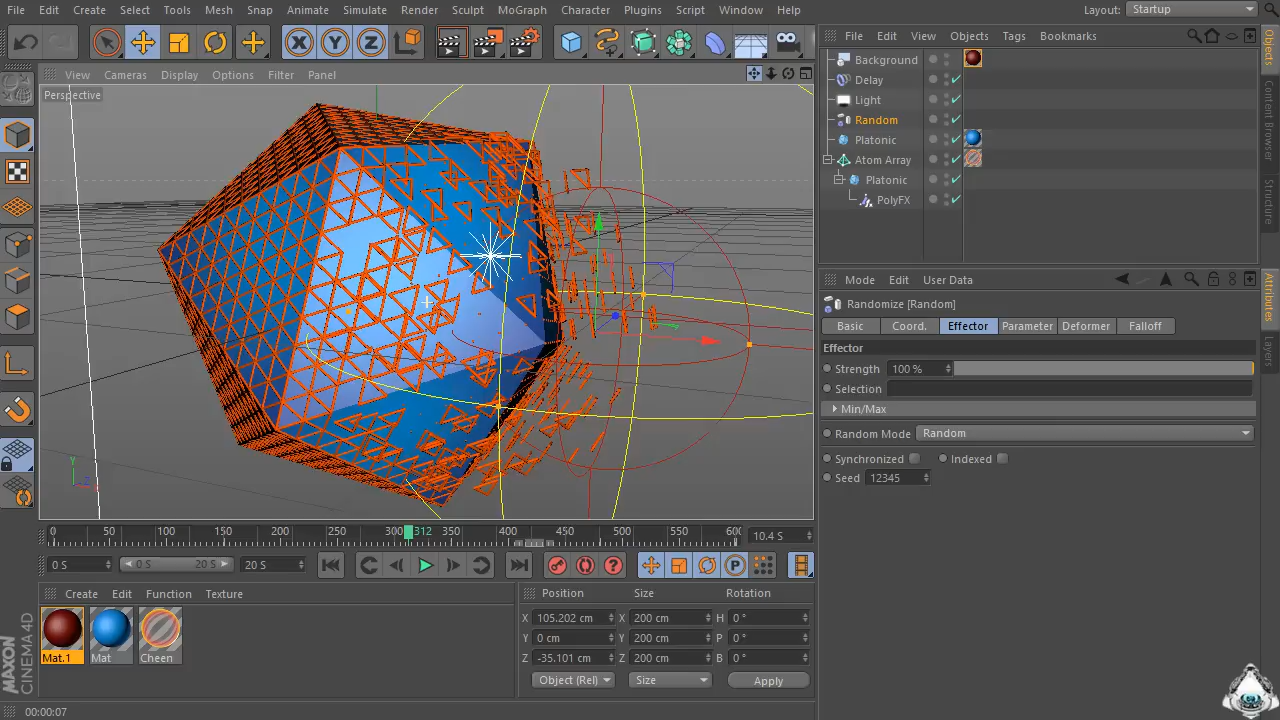 File Edit Create Select Tools Mesh Snap Animate Simulate Render Sculpt MoGraph Character Plugins Script Window Help Layout: Startup
X Y Z
View Cameras Display Options Filter Panel
Perspective
Y
Z
0 50 100 150 200 250 300 312 350 400 450 500 550 600 10.4 S
0 S 0 S 20 S 20 S
P
Create Edit Function Texture
Mat.1 Mat Cheen
MAXON
CINEMA 4D
00:00:07
Position Size Rotation
X 105.202 cm X 200 cm H 0 °
Y 0 cm Y 200 cm P 0 °
Z -35.101 cm Z 200 cm B 0 °
Object (Rel) Size Apply
File Edit View Objects Tags Bookmarks
Background
Delay
Light
Random
Platonic
Atom Array
Platonic
PolyFX
Objects
Content Browser
Structure
Mode Edit User Data
Randomize [Random]
Basic Coord. Effector Parameter Deformer Falloff
Effector
Strength 100 %
Selection
Min/Max
Random Mode Random
Synchronized Indexed
Seed 12345
Attributes
Layers